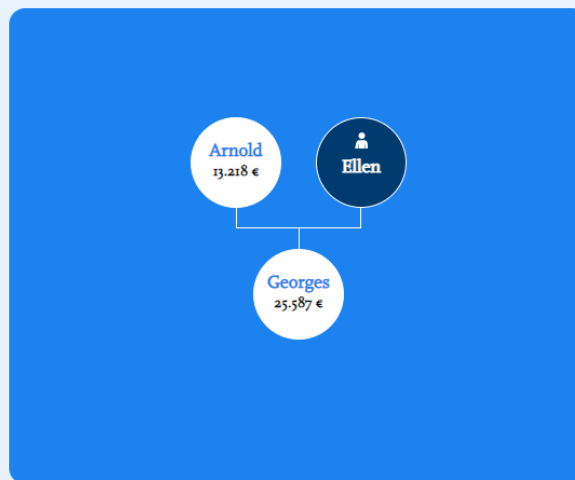 Arnold
13.218 €
Ellen
Georges
25.587 €